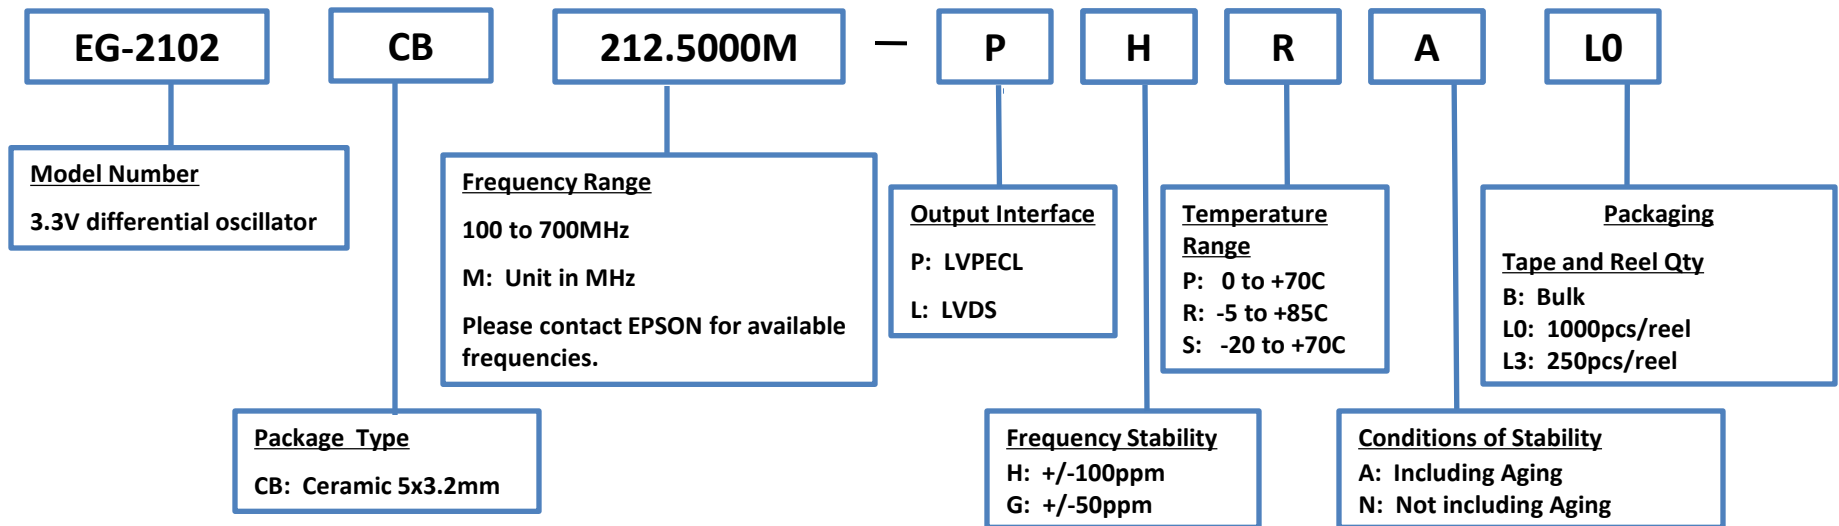 EG-2102 CB 212.5000M — P H R A L0
Model Number
3.3V differential oscillator
Frequency Range
100 to 700MHz
M: Unit in MHz
Please contact EPSON for available
frequencies.
Output Interface
P: LVPECL
L: LVDS
Temperature
Range
P: 0 to +70C
R: -5 to +85C
S: -20 to +70C
Packaging
Tape and Reel Qty
B: Bulk
L0: 1000pcs/reel
L3: 250pcs/reel
Package Type
CB: Ceramic 5x3.2mm
Frequency Stability
H: +/-100ppm
G: +/-50ppm
Conditions of Stability
A: Including Aging
N: Not including Aging